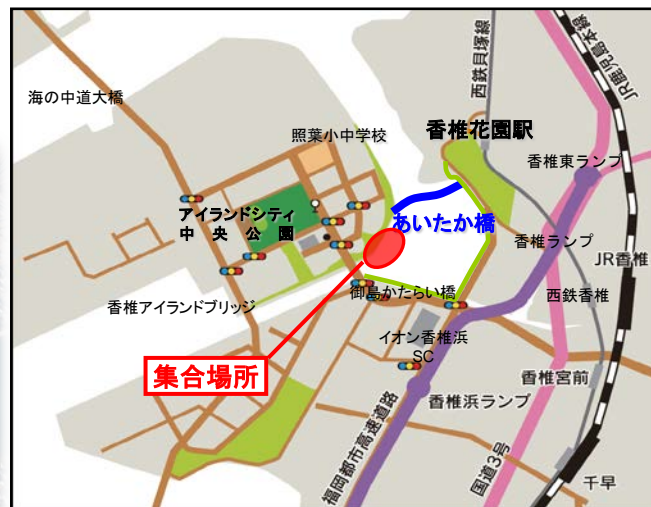 海の中道大橋
照葉小中学校
西鉄貝塚線
JR鹿児島本線
香椎花園駅
香椎東ランプ
アイランドシティ
中央公園
あいたか橋
香椎ランプ
JR香椎
香椎アイランドブリッジ
御島かたらい橋
西鉄香椎
イオン香椎浜
SC
集合場所
香椎宮前
香椎浜ランプ
福岡都市高速道路
国道3号
千早